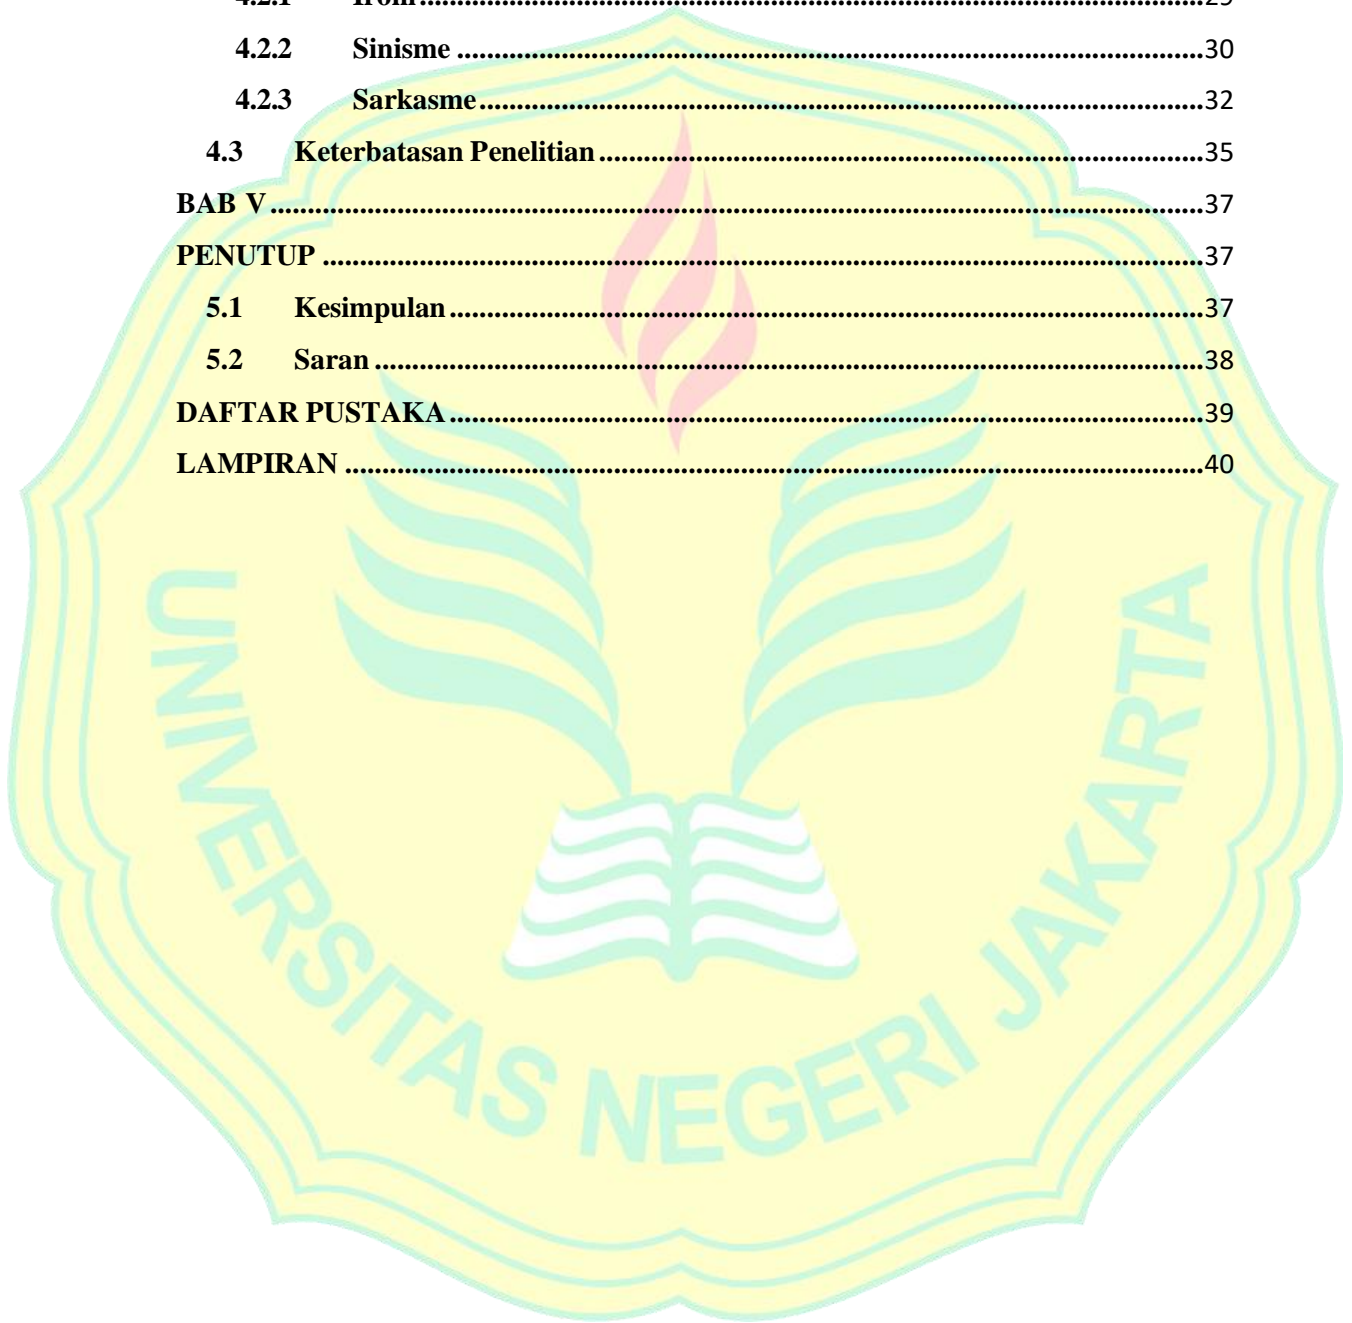 4.2.2 Sinisme ........................................ 30
4.2.3 Sarkasme ........................................ 32
4.3 Keterbatasan Penelitian ........................................ 35
BAB V ........................................ 37
PENUTUP ........................................ 37
5.1 Kesimpulan ........................................ 37
5.2 Saran ........................................ 38
DAFTAR PUSTAKA ........................................ 39
LAMPIRAN ........................................ 40
UNIVERSITAS NEGERI JAKARTA